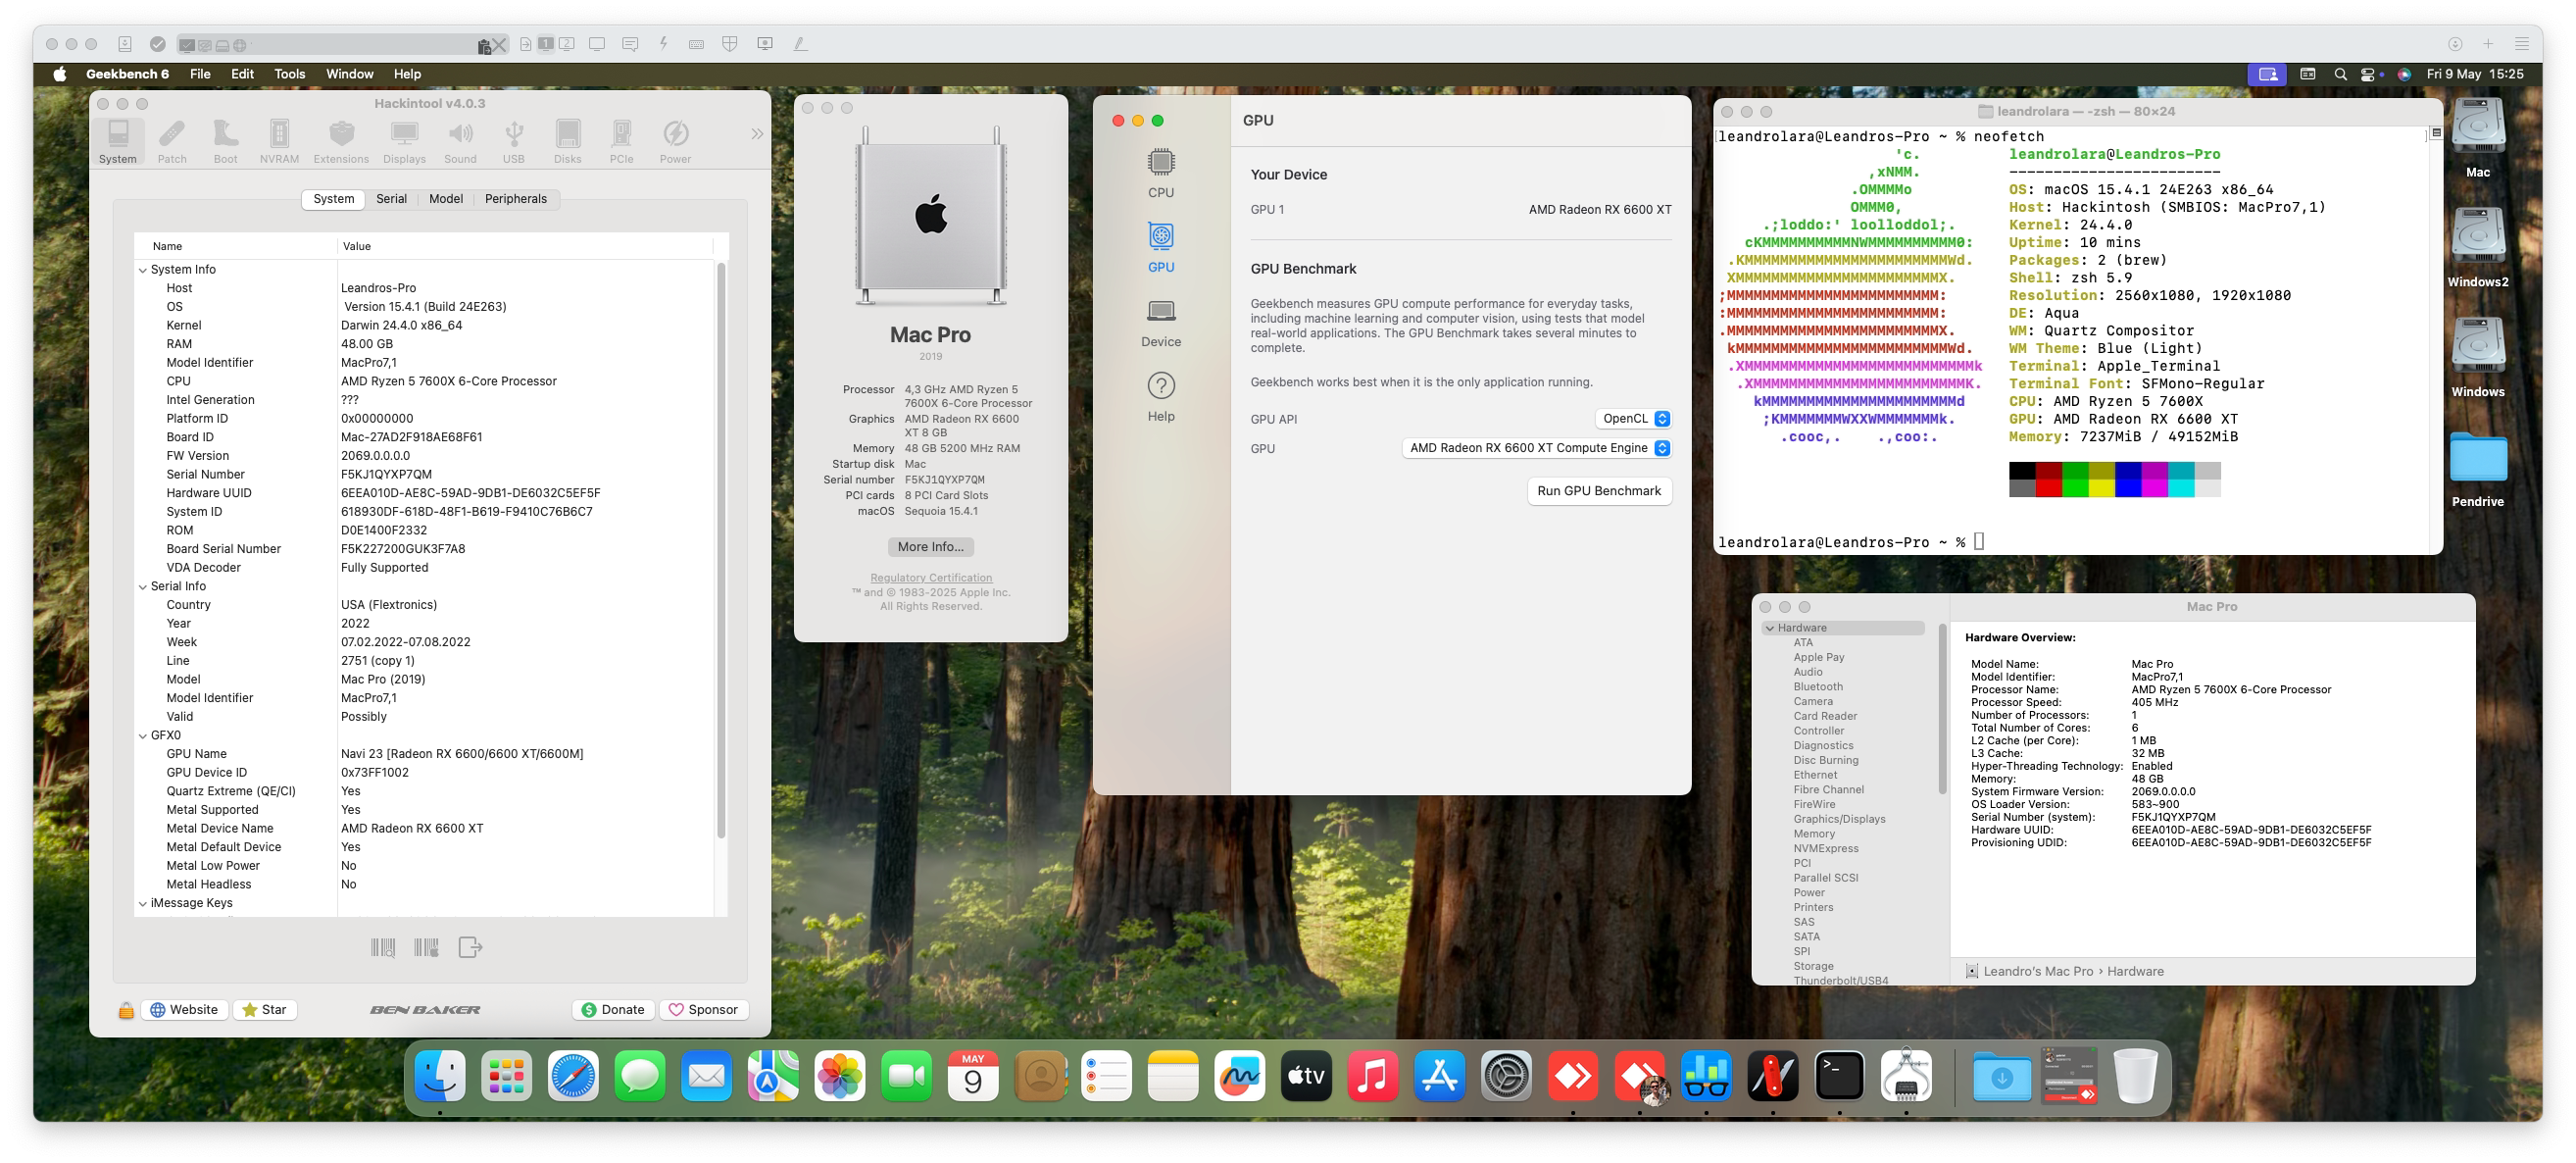 Geekbench 6 File Edit Tools Window Help
Fri 9 May 15:25
Hackintool v4.0.3
System Patch Boot NVRAM Extensions Displays Sound USB Disks PCIe Power
System Serial Model Peripherals
Name Value
System Info
Host Leandros-Pro
OS Version 15.4.1 (Build 24E263)
Kernel Darwin 24.4.0 x86_64
RAM 48.00 GB
Model Identifier MacPro7,1
CPU AMD Ryzen 5 7600X 6-Core Processor
Intel Generation ???
Platform ID 0x00000000
Board ID Mac-27AD2F918AE68F61
FW Version 2069.0.0.0.0
Serial Number F5KJ1QYXP7QM
Hardware UUID 6EEA010D-AE8C-59AD-9DB1-DE6032C5EF5F
System ID 618930DF-618D-48F1-B619-F9410C76B6C7
ROM D0E1400F2332
Board Serial Number F5K227200GUK3F7A8
VDA Decoder Fully Supported
Serial Info
Country USA (Flextronics)
Year 2022
Week 07.02.2022-07.08.2022
Line 2751 (copy 1)
Model Mac Pro (2019)
Model Identifier MacPro7,1
Valid Possibly
GFX0
GPU Name Navi 23 [Radeon RX 6600/6600 XT/6600M]
GPU Device ID 0x73FF1002
Quartz Extreme (QE/CI) Yes
Metal Supported Yes
Metal Device Name AMD Radeon RX 6600 XT
Metal Default Device Yes
Metal Low Power No
Metal Headless No
iMessage Keys
Website Star BEN BAKER Donate Sponsor
Mac Pro
2019
Processor 4,3 GHz AMD Ryzen 5
7600X 6-Core Processor
Graphics AMD Radeon RX 6600
XT 8 GB
Memory 48 GB 5200 MHz RAM
Startup disk Mac
Serial number F5KJ1QYXP7QM
PCI cards 8 PCI Card Slots
macOS Sequoia 15.4.1
More Info...
Regulatory Certification
™ and © 1983-2025 Apple Inc.
All Rights Reserved.
CPU
GPU
Device
Help
GPU
Your Device
GPU 1 AMD Radeon RX 6600 XT
GPU Benchmark
Geekbench measures GPU compute performance for everyday tasks,
including machine learning and computer vision, using tests that model
real-world applications. The GPU Benchmark takes several minutes to
complete.
Geekbench works best when it is the only application running.
GPU API OpenCL
GPU AMD Radeon RX 6600 XT Compute Engine
Run GPU Benchmark
leandrolara — -zsh — 80×24
leandrolara@Leandros-Pro ~ % neofetch
'c. leandrolara@Leandros-Pro
,xNMM. ------------------------
.OMMMMo OS: macOS 15.4.1 24E263 x86_64
OMMM0, Host: Hackintosh (SMBIOS: MacPro7,1)
.;loddo:' loolloddol;. Kernel: 24.4.0
cKMMMMMMMMMMNWMMMMMMMMMM0: Uptime: 10 mins
.KMMMMMMMMMMMMMMMMMMMMMMMWd. Packages: 2 (brew)
XMMMMMMMMMMMMMMMMMMMMMMMX. Shell: zsh 5.9
;MMMMMMMMMMMMMMMMMMMMMMMM: Resolution: 2560x1080, 1920x1080
:MMMMMMMMMMMMMMMMMMMMMMMM: DE: Aqua
.MMMMMMMMMMMMMMMMMMMMMMMMX. WM: Quartz Compositor
kMMMMMMMMMMMMMMMMMMMMMMMMWd. WM Theme: Blue (Light)
.XMMMMMMMMMMMMMMMMMMMMMMMMMMk Terminal: Apple_Terminal
.XMMMMMMMMMMMMMMMMMMMMMMMMK. Terminal Font: SFMono-Regular
kMMMMMMMMMMMMMMMMMMMMMMd CPU: AMD Ryzen 5 7600X
;KMMMMMMMWXXWMMMMMMMk. GPU: AMD Radeon RX 6600 XT
.cooc,. .,coo:. Memory: 7237MiB / 49152MiB
leandrolara@Leandros-Pro ~ %
Mac
Windows2
Windows
Pendrive
Mac Pro
Hardware
ATA
Apple Pay
Audio
Bluetooth
Camera
Card Reader
Controller
Diagnostics
Disc Burning
Ethernet
Fibre Channel
FireWire
Graphics/Displays
Memory
NVMExpress
PCI
Parallel SCSI
Power
Printers
SAS
SATA
SPI
Storage
Thunderbolt/USB4
Hardware Overview:
Model Name: Mac Pro
Model Identifier: MacPro7,1
Processor Name: AMD Ryzen 5 7600X 6-Core Processor
Processor Speed: 405 MHz
Number of Processors: 1
Total Number of Cores: 6
L2 Cache (per Core): 1 MB
L3 Cache: 32 MB
Hyper-Threading Technology: Enabled
Memory: 48 GB
System Firmware Version: 2069.0.0.0.0
OS Loader Version: 583~900
Serial Number (system): F5KJ1QYXP7QM
Hardware UUID: 6EEA010D-AE8C-59AD-9DB1-DE6032C5EF5F
Provisioning UDID: 6EEA010D-AE8C-59AD-9DB1-DE6032C5EF5F
Leandro's Mac Pro › Hardware
MAY
9
tv